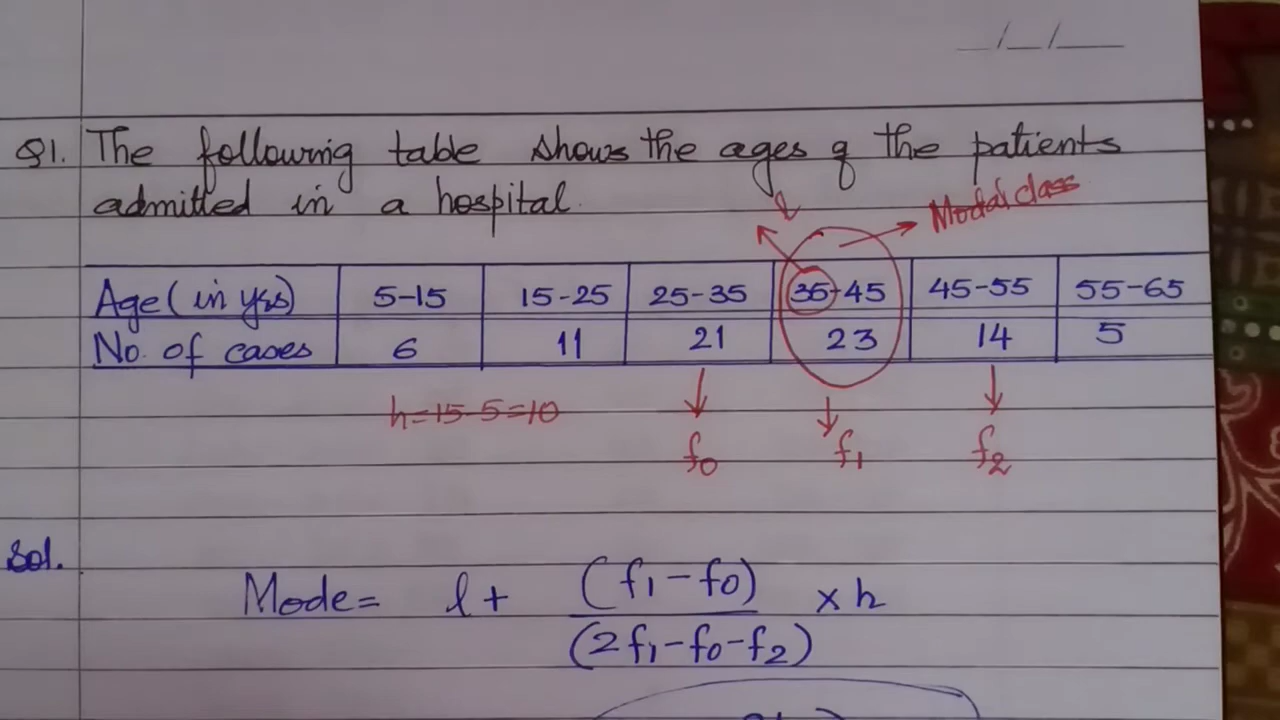 _/_/_
Q1. The following table shows the ages of the patients
admitted in a hospital.
l
Modal class
Age (in yrs) 5-15 15-25 25-35 35-45 45-55 55-65
No. of cases 6 11 21 23 14 5
h=15-5=10
f0 f1 f2
Sol.
Mode= l+ (f1-f0) ×h
(2f1-f0-f2)